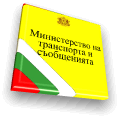 Министерство на
транспорта и
съобщенията